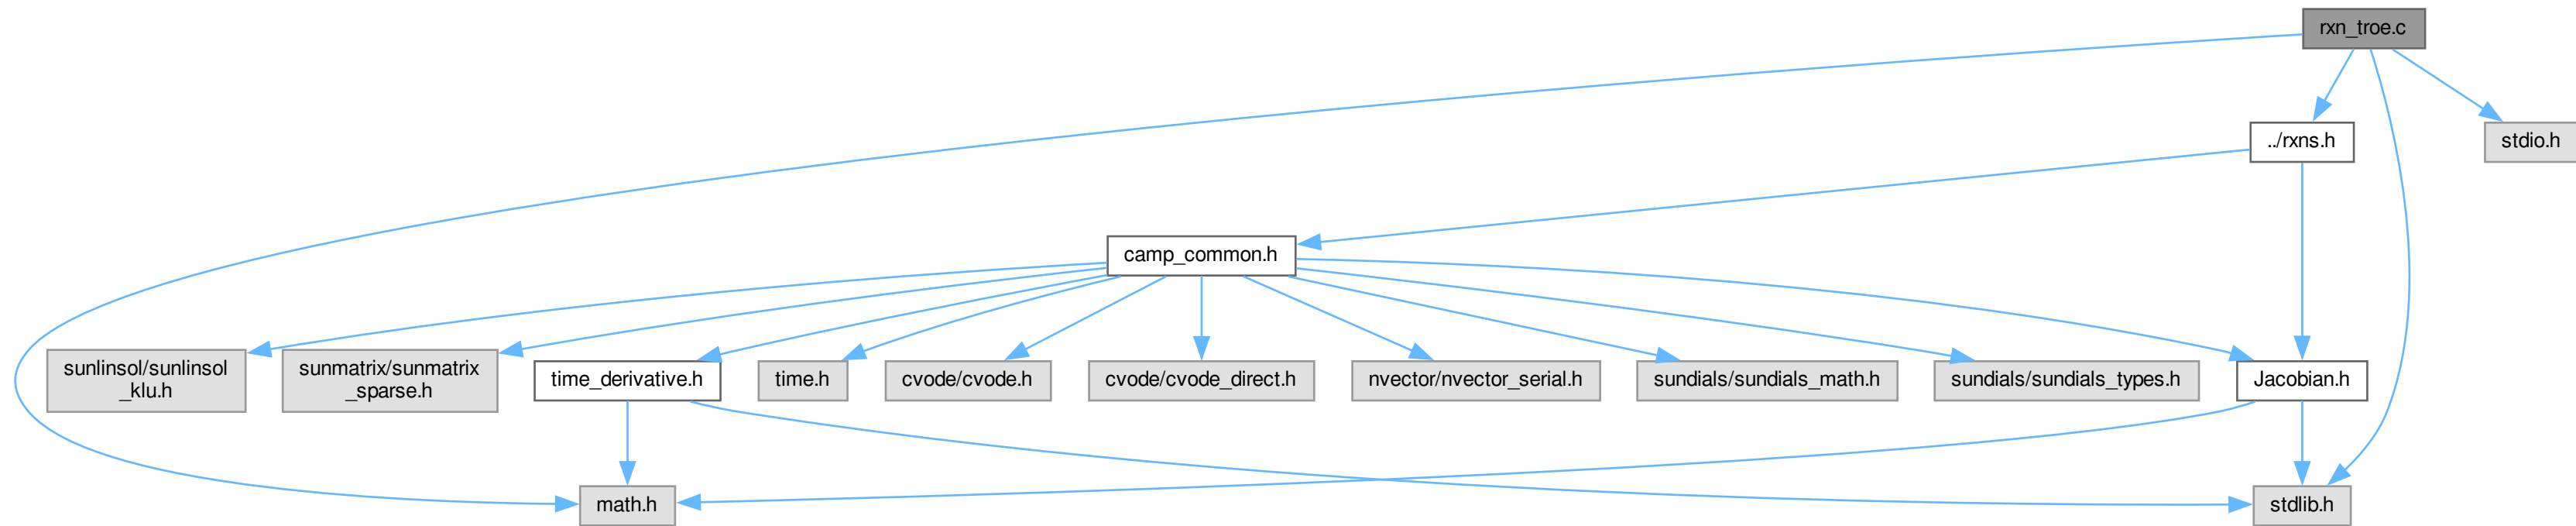 rxn_troe.c
../rxns.h
stdio.h
camp_common.h
sunlinsol/sunlinsol
_klu.h
sunmatrix/sunmatrix
_sparse.h
time_derivative.h
time.h
cvode/cvode.h
cvode/cvode_direct.h
nvector/nvector_serial.h
sundials/sundials_math.h
sundials/sundials_types.h
Jacobian.h
math.h
stdlib.h